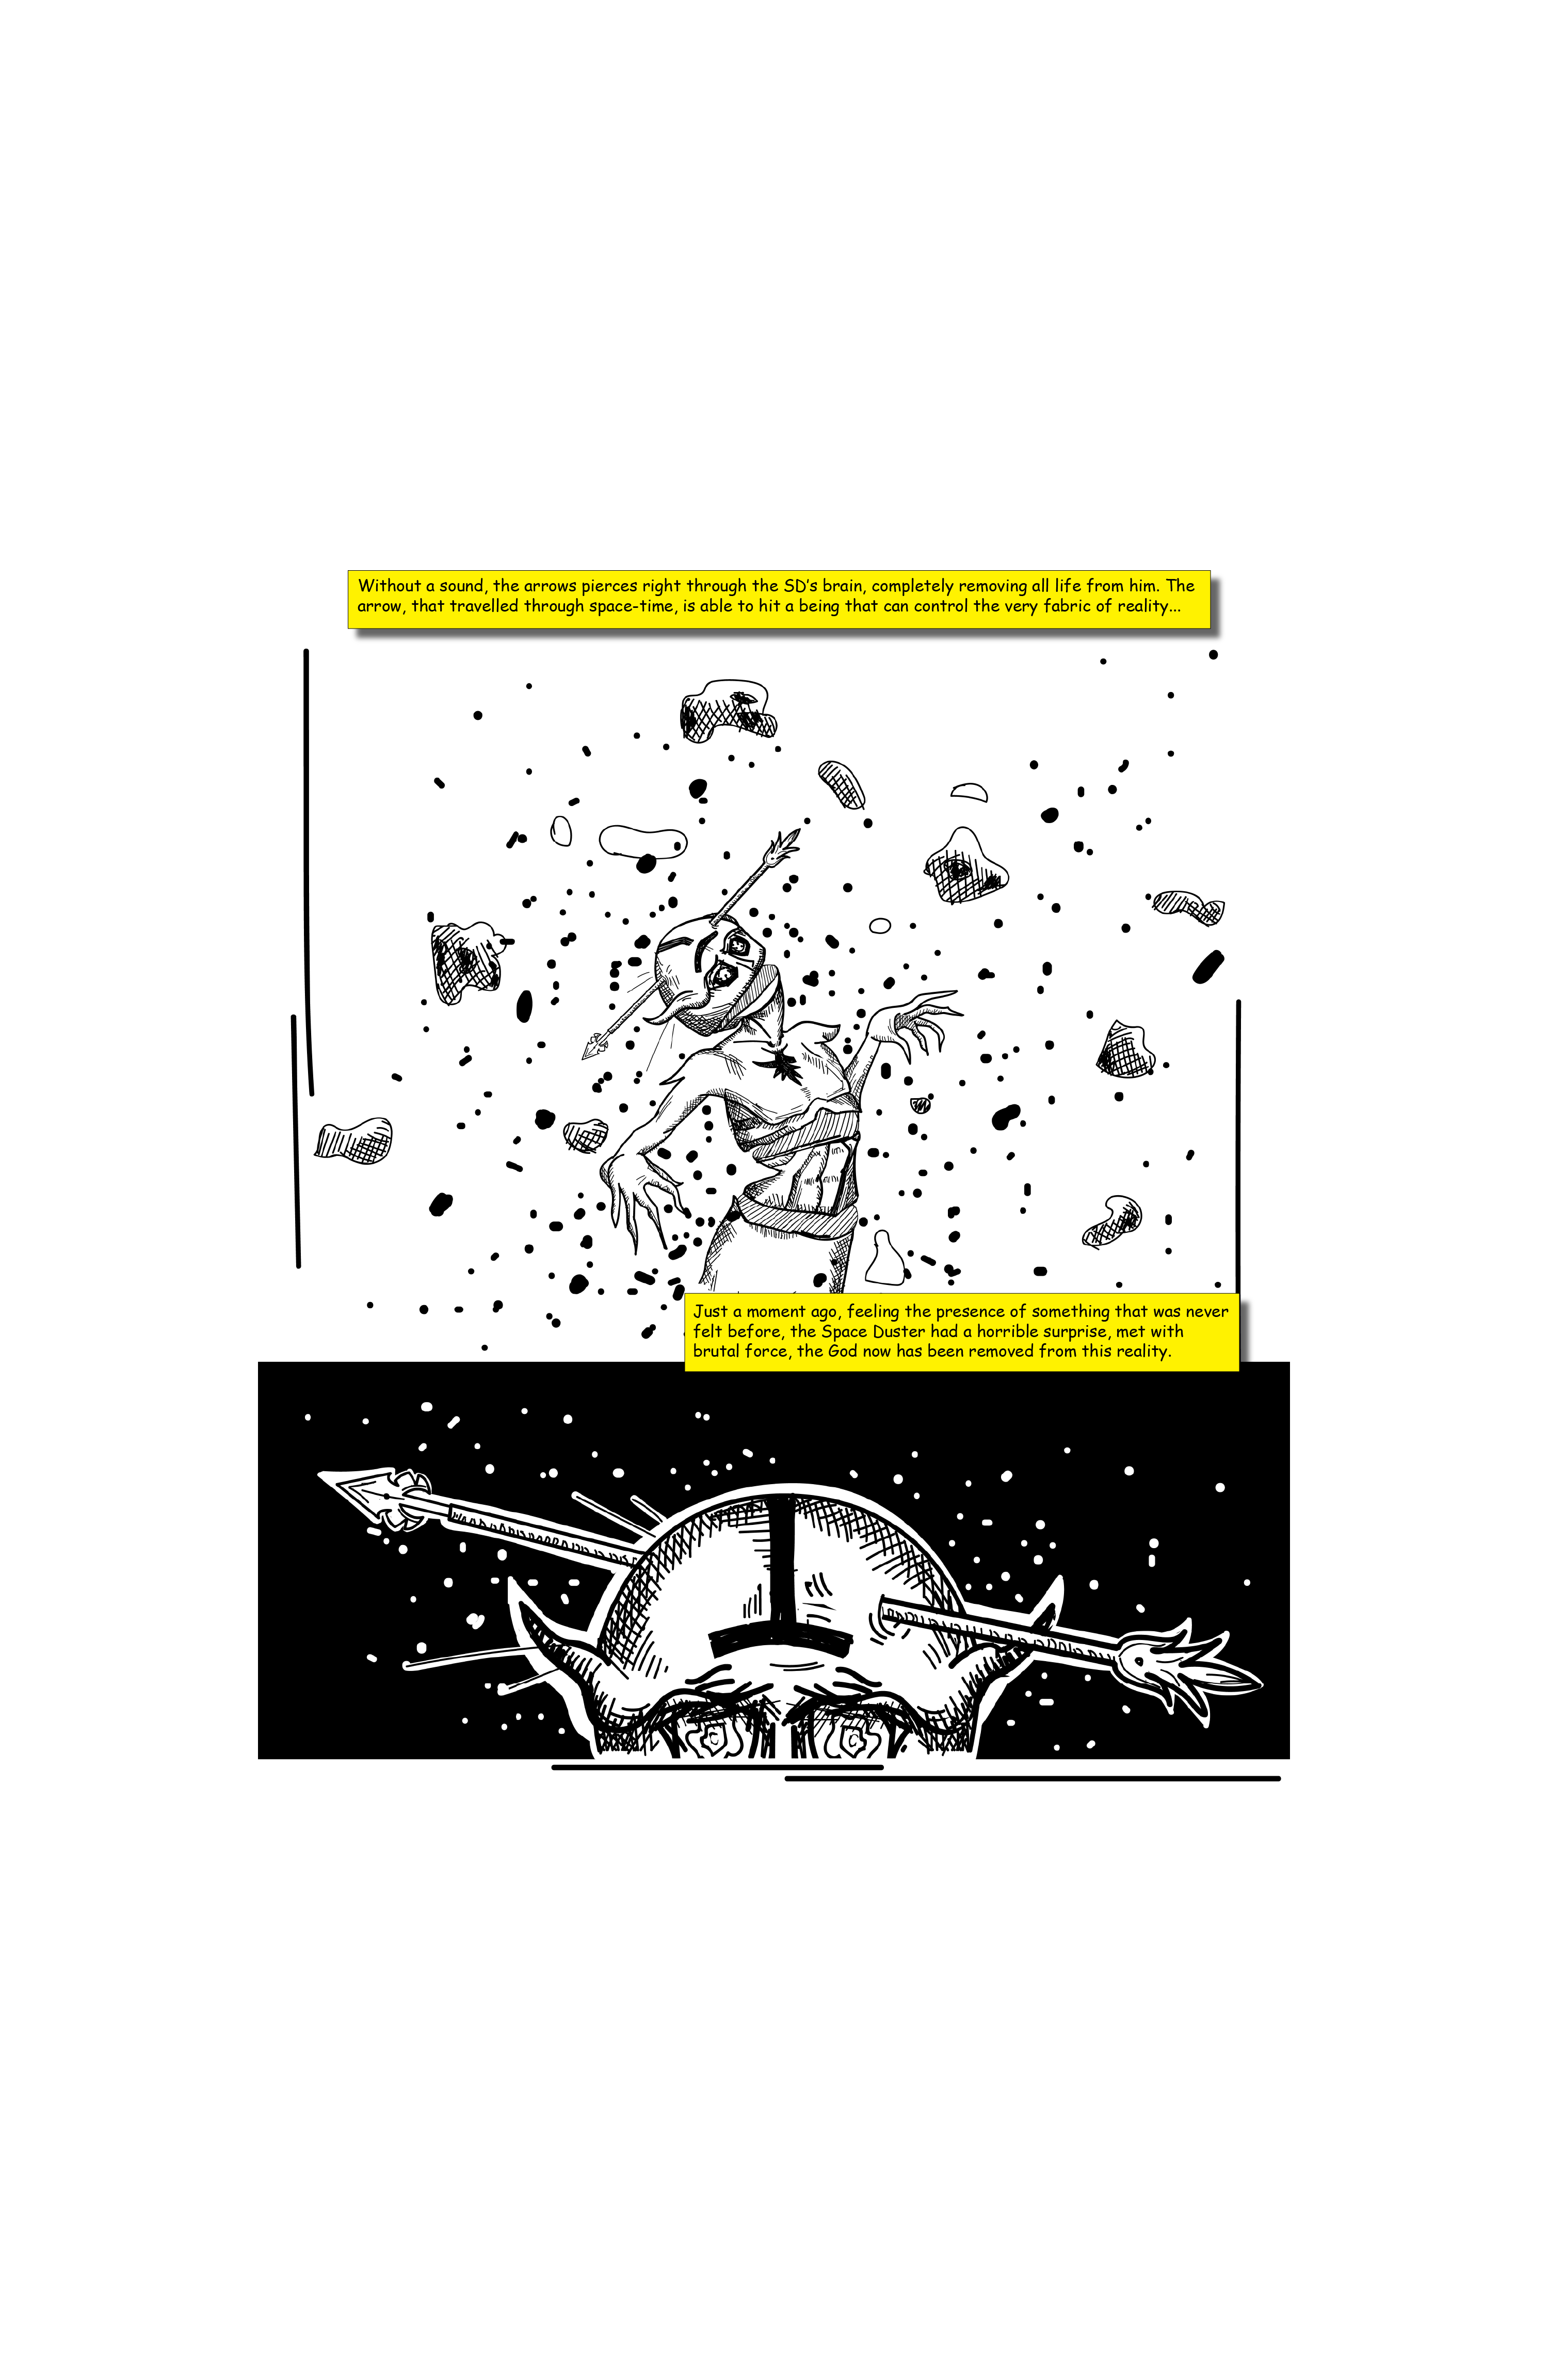 Without a sound, the arrows pierces right through the SD's brain, completely removing all life from him. The
arrow, that travelled through space-time, is able to hit a being that can control the very fabric of reality...
Just a moment ago, feeling the presence of something that was never
felt before, the Space Duster had a horrible surprise, met with
brutal force, the God now has been removed from this reality.